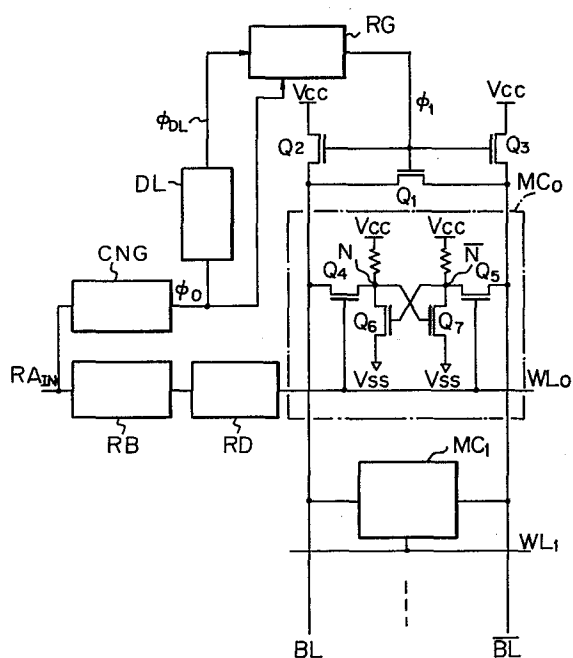 RG
Vcc
Vcc
φ1
φDL
Q2
Q3
DL
Q1
MC0
CNG
φ0
Vcc
Vcc
N
N̅
Q4
Q5
Q6
Q7
RAIN
Vss
Vss
WL0
RB
RD
MC1
WL1
BL
B̅L̅